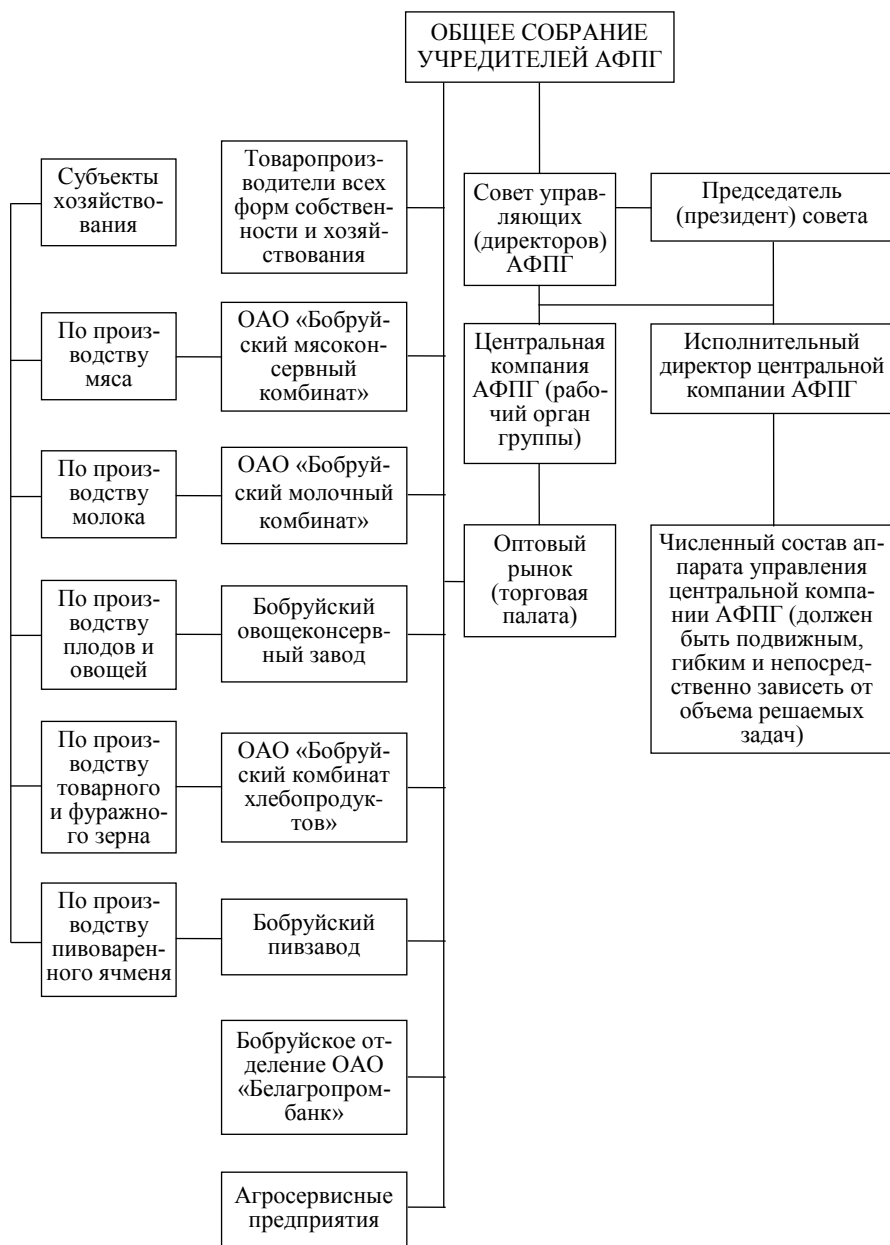 ОБЩЕЕ СОБРАНИЕ
УЧРЕДИТЕЛЕЙ АФПГ
Субъекты
хозяйство-
вания
Товаропроиз-
водители всех
форм собствен-
ности и хозяй-
ствования
Совет управ-
ляющих
(директоров)
АФПГ
Председатель
(президент) совета
По произ-
водству
мяса
ОАО «Бобруй-
ский мясокон-
сервный
комбинат»
Центральная
компания
АФПГ (рабо-
чий орган
группы)
Исполнительный
директор центральной
компании АФПГ
По произ-
водству
молока
ОАО «Бобруй-
ский молочный
комбинат»
Оптовый
рынок
(торговая
палата)
Численный состав ап-
парата управления
центральной компа-
нии АФПГ (должен
быть подвижным,
гибким и непосред-
ственно зависеть от
объема решаемых
задач)
По произ-
водству
плодов и
овощей
Бобруйский
овощеконсерв-
ный завод
По произ-
водству
товарного
и фуражно-
го зерна
ОАО «Бобруй-
ский комбинат
хлебопродук-
тов»
По произ-
водству
пивоварен-
ного ячменя
Бобруйский
пивзавод
Бобруйское от-
деление ОАО
«Белагропром-
банк»
Агросервисные
предприятия